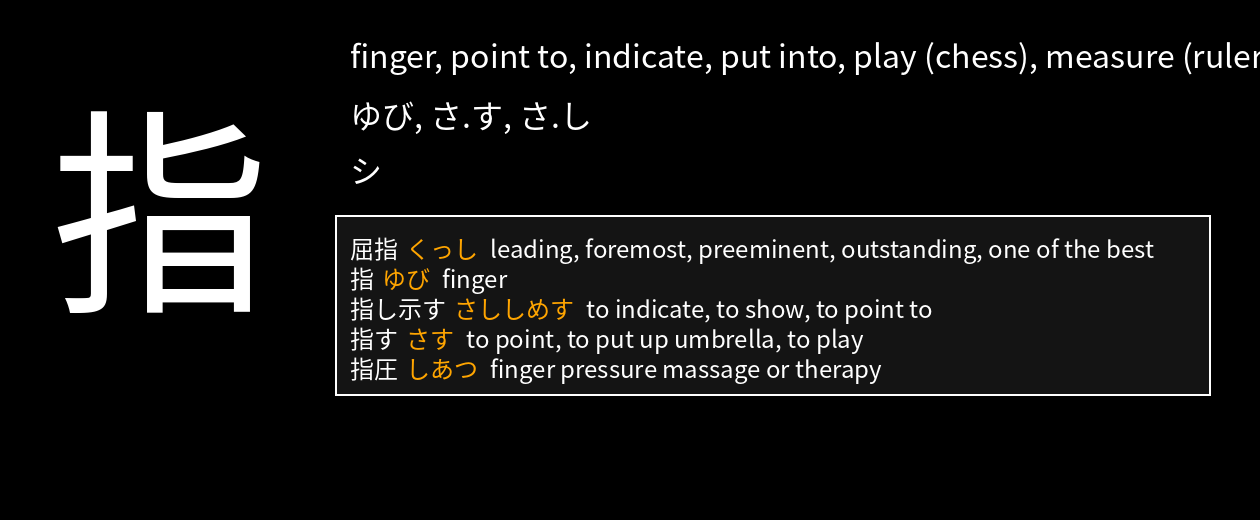 指
finger, point to, indicate, put into, play (chess), measure (ruler
ゆび, さ.す, さ.し
シ
屈指 くっし leading, foremost, preeminent, outstanding, one of the best
指 ゆび finger
指し示す さししめす to indicate, to show, to point to
指す さす to point, to put up umbrella, to play
指圧 しあつ finger pressure massage or therapy